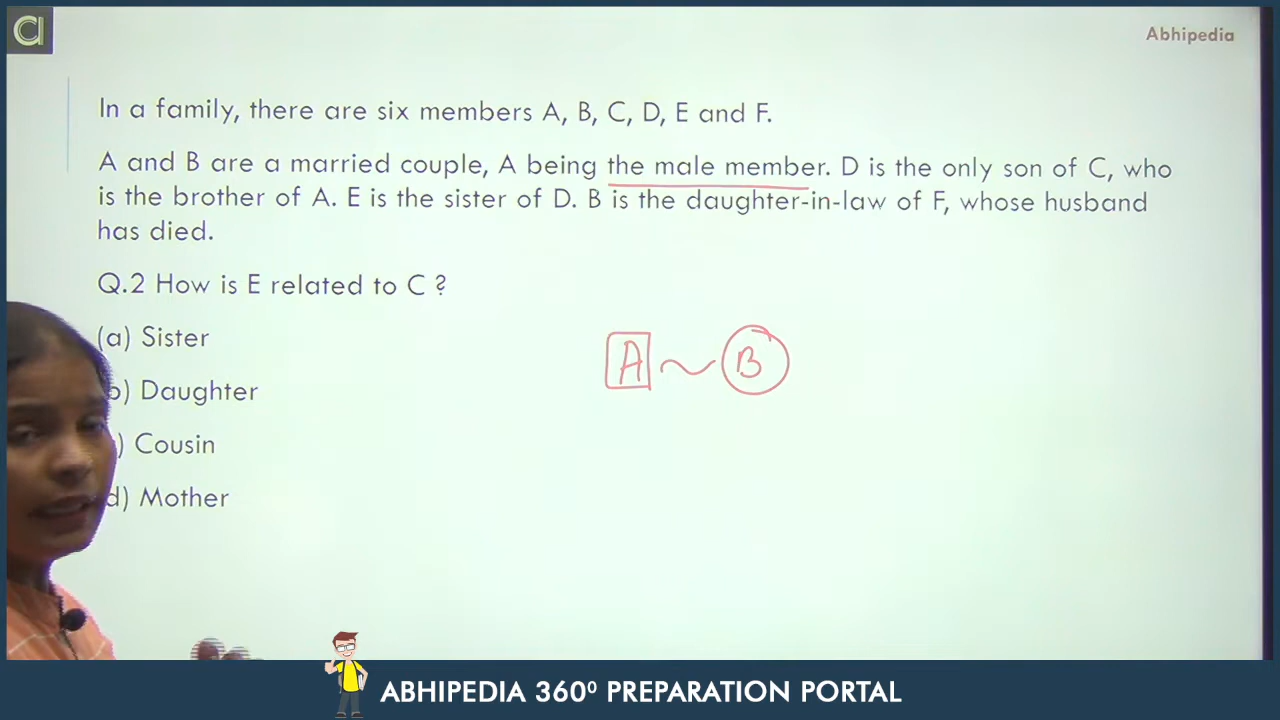 Abhipedia
In a family, there are six members A, B, C, D, E and F.
A and B are a married couple, A being the male member. D is the only son of C, who
is the brother of A. E is the sister of D. B is the daughter-in-law of F, whose husband
has died.
Q.2 How is E related to C ?
(a) Sister
b) Daughter
) Cousin
d) Mother
A ~ B
ABHIPEDIA 360⁰ PREPARATION PORTAL